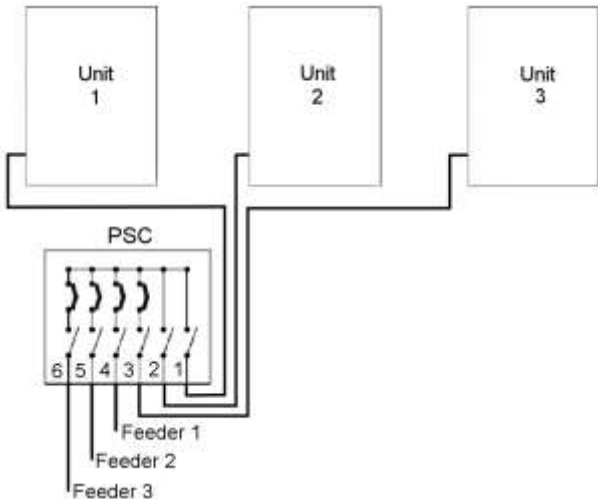 Unit
1
Unit
2
Unit
3
PSC
6 5 4 3 2 1
Feeder 1
Feeder 2
Feeder 3